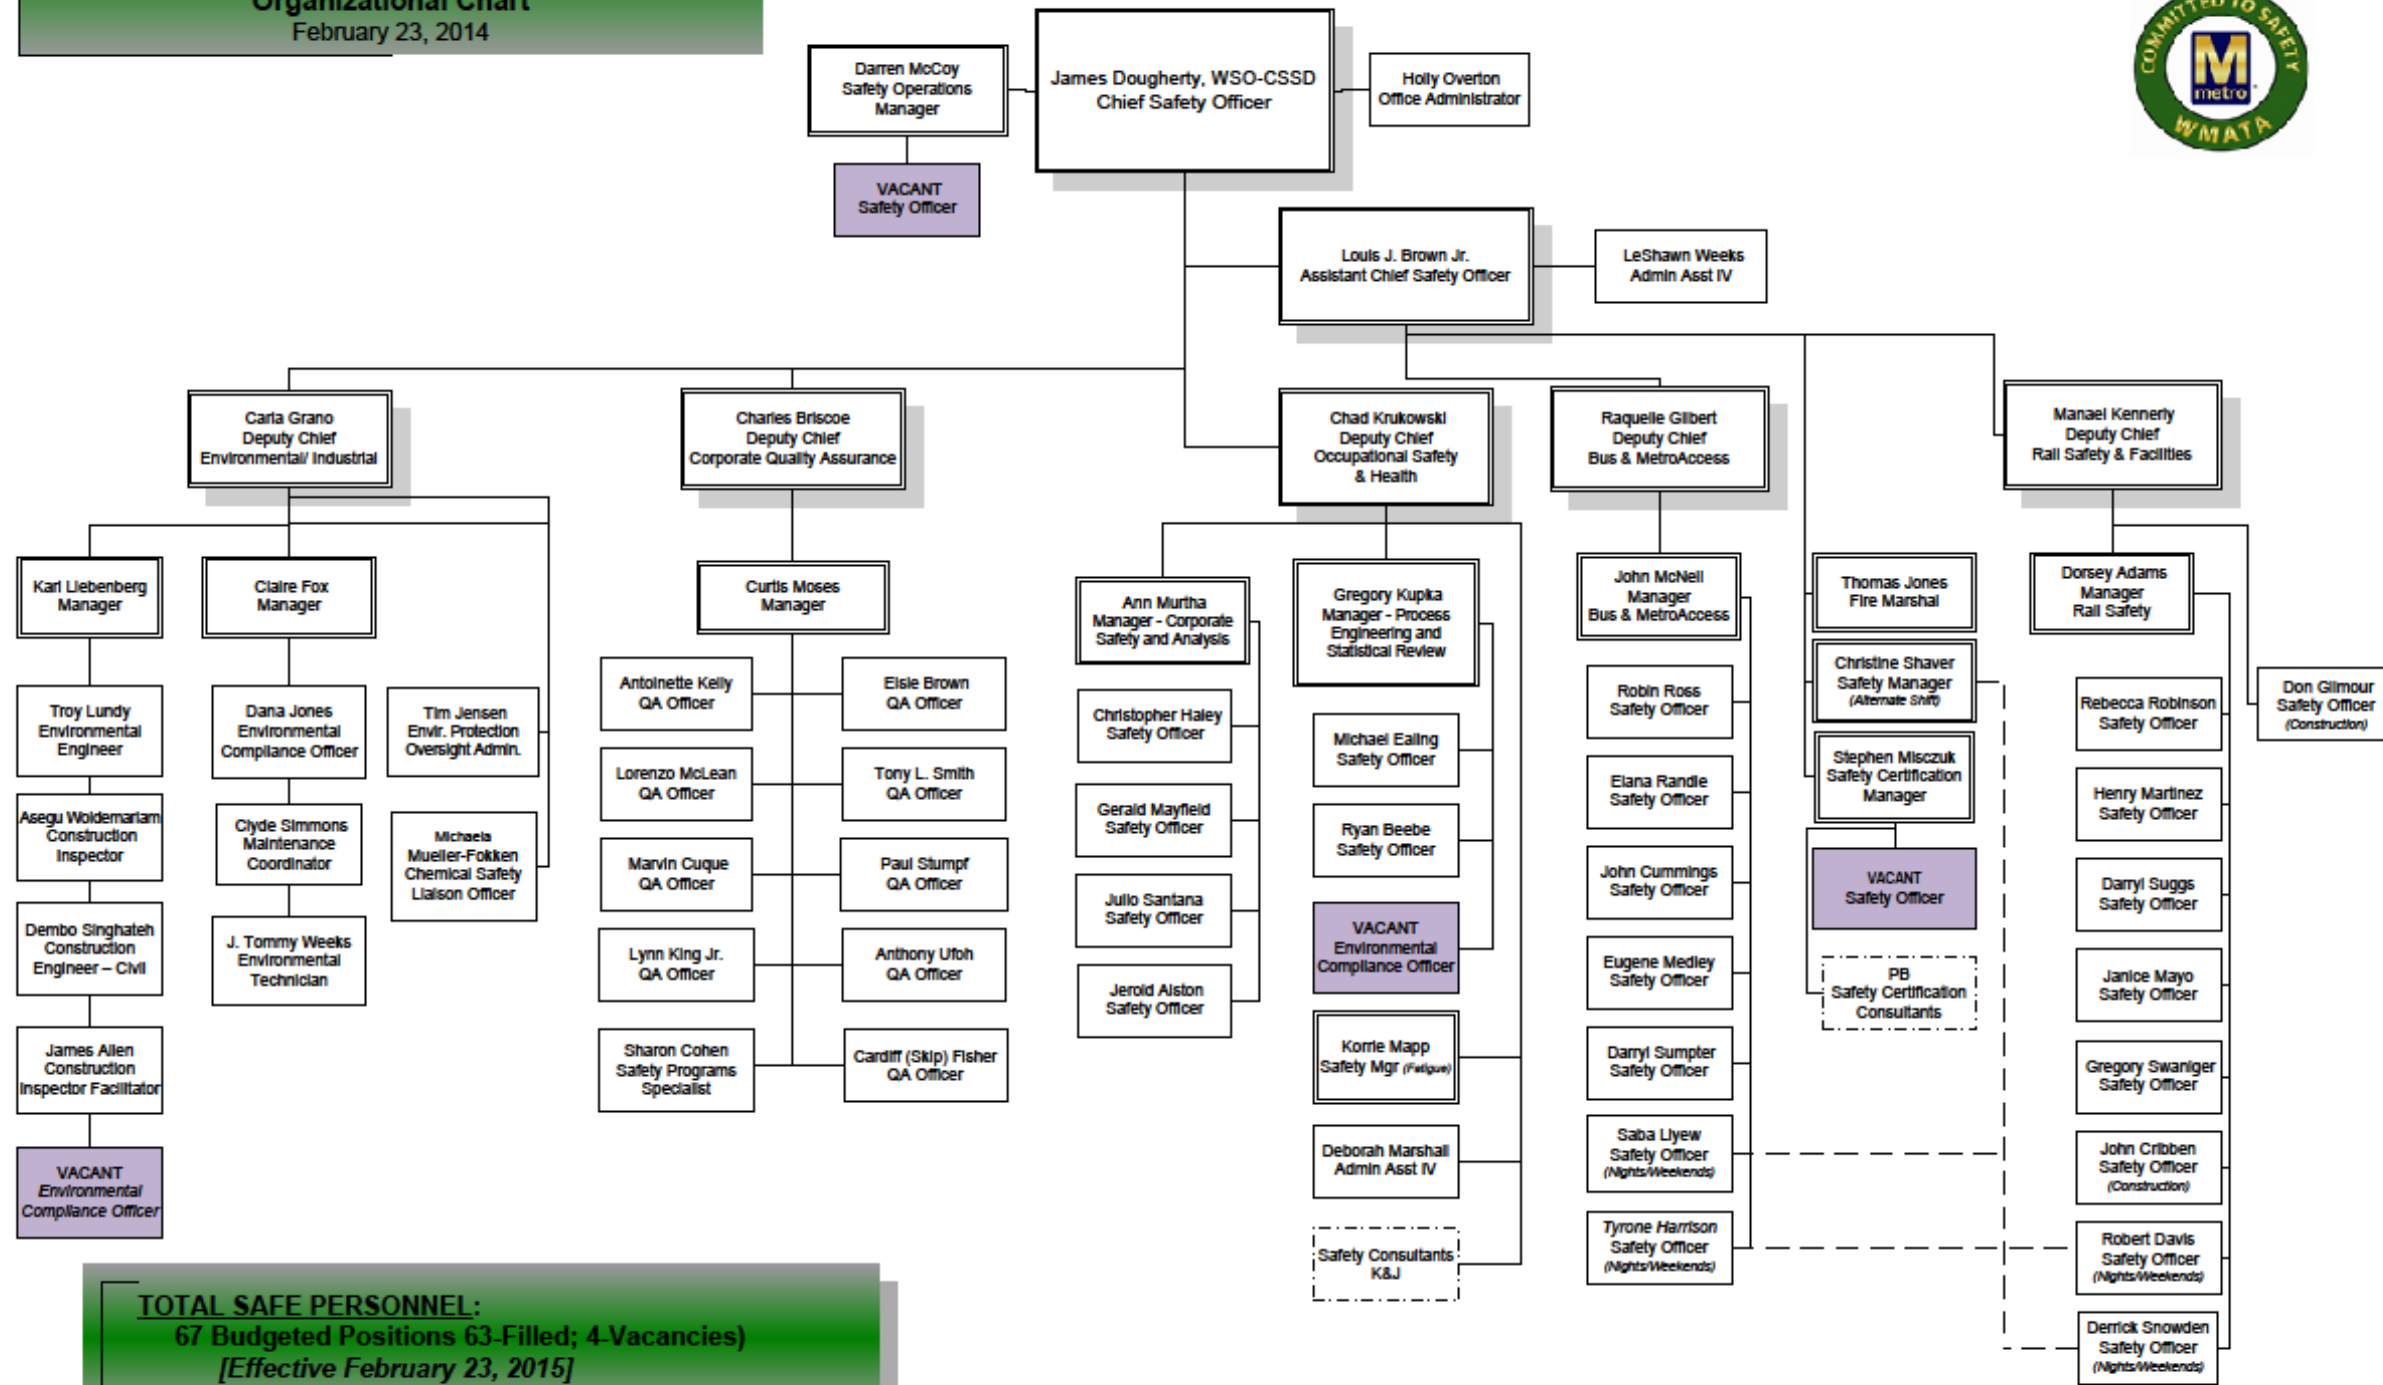 Organizational Chart
February 23, 2014
COMMITTED TO SAFETY
M
metro
WMATA
Darren McCoy
Safety Operations
Manager
James Dougherty, WSO-CSSD
Chief Safety Officer
Holly Overton
Office Administrator
VACANT
Safety Officer
Louis J. Brown Jr.
Assistant Chief Safety Officer
LeShawn Weeks
Admin Asst IV
Carla Grano
Deputy Chief
Environmental/ Industrial
Charles Briscoe
Deputy Chief
Corporate Quality Assurance
Chad Krukowski
Deputy Chief
Occupational Safety
& Health
Raquelle Gilbert
Deputy Chief
Bus & MetroAccess
Manael Kennerly
Deputy Chief
Rail Safety & Facilities
Karl Liebenberg
Manager
Claire Fox
Manager
Troy Lundy
Environmental
Engineer
Dana Jones
Environmental
Compliance Officer
Tim Jensen
Envir. Protection
Oversight Admin.
Asegu Woldemariam
Construction
Inspector
Clyde Simmons
Maintenance
Coordinator
Michaela
Mueller-Fokken
Chemical Safety
Liaison Officer
Dembo Singhateh
Construction
Engineer – Civil
J. Tommy Weeks
Environmental
Technician
James Allen
Construction
Inspector Facilitator
VACANT
Environmental
Compliance Officer
Curtis Moses
Manager
Antoinette Kelly
QA Officer
Elsie Brown
QA Officer
Lorenzo McLean
QA Officer
Tony L. Smith
QA Officer
Marvin Cuque
QA Officer
Paul Stumpf
QA Officer
Lynn King Jr.
QA Officer
Anthony Ufoh
QA Officer
Sharon Cohen
Safety Programs
Specialist
Cardiff (Skip) Fisher
QA Officer
Ann Murtha
Manager - Corporate
Safety and Analysis
Christopher Haley
Safety Officer
Gerald Mayfield
Safety Officer
Julio Santana
Safety Officer
Jerold Alston
Safety Officer
Gregory Kupka
Manager - Process
Engineering and
Statistical Review
Michael Ealing
Safety Officer
Ryan Beebe
Safety Officer
VACANT
Environmental
Compliance Officer
Korrie Mapp
Safety Mgr (Fatigue)
Deborah Marshall
Admin Asst IV
Safety Consultants
K&J
John McNeil
Manager
Bus & MetroAccess
Robin Ross
Safety Officer
Elana Randle
Safety Officer
John Cummings
Safety Officer
Eugene Medley
Safety Officer
Darryl Sumpter
Safety Officer
Saba Liyew
Safety Officer
(Nights/Weekends)
Tyrone Harrison
Safety Officer
(Nights/Weekends)
Thomas Jones
Fire Marshal
Christine Shaver
Safety Manager
(Alternate Shift)
Stephen Misczuk
Safety Certification
Manager
VACANT
Safety Officer
PB
Safety Certification
Consultants
Dorsey Adams
Manager
Rail Safety
Don Gilmour
Safety Officer
(Construction)
Rebecca Robinson
Safety Officer
Henry Martinez
Safety Officer
Darryl Suggs
Safety Officer
Janice Mayo
Safety Officer
Gregory Swaniger
Safety Officer
John Cribben
Safety Officer
(Construction)
Robert Davis
Safety Officer
(Nights/Weekends)
Derrick Snowden
Safety Officer
(Nights/Weekends)
TOTAL SAFE PERSONNEL:
67 Budgeted Positions 63-Filled; 4-Vacancies)
[Effective February 23, 2015]